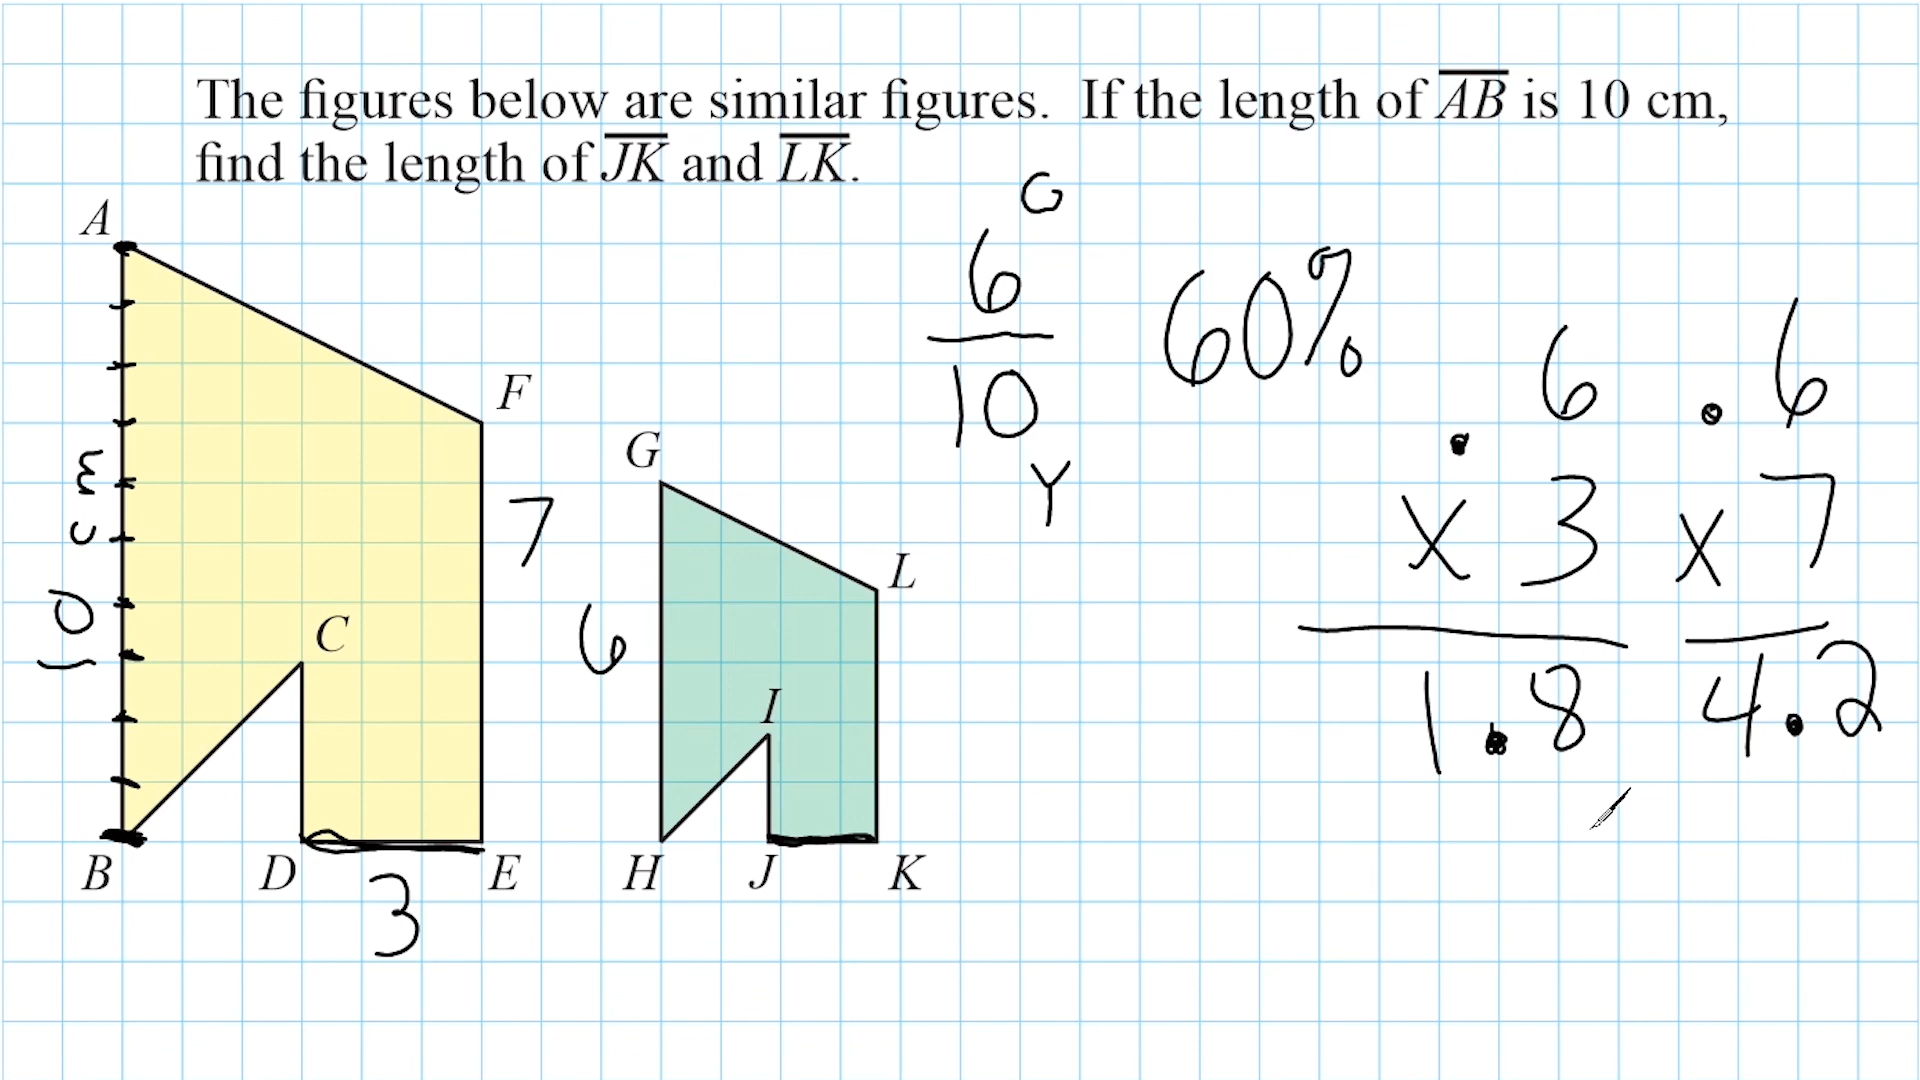 The figures below are similar figures. If the length of AB is 10 cm,
find the length of JK and LK.
A
F
G
L
C
I
B
D
E
H
J
K
10 cm
7
6
3
G
6
10
Y
60%
.6
x 3
1.8
.6
x 7
4.2